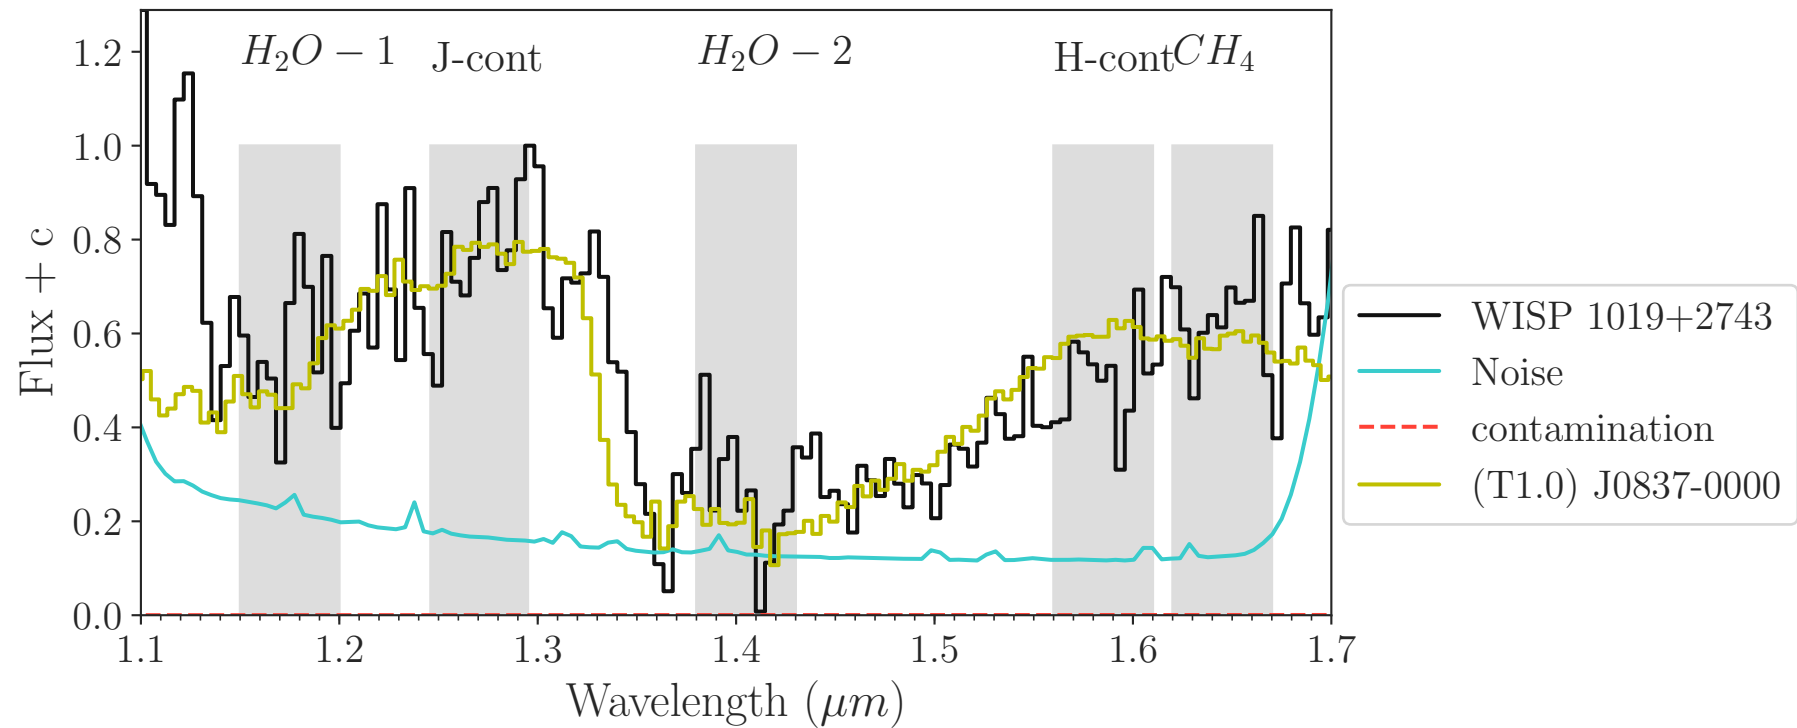 H₂O − 1 J-cont H₂O − 2 H-cont CH₄
1.2
1.0
0.8
0.6
0.4
0.2
0.0
Flux + c
1.1 1.2 1.3 1.4 1.5 1.6 1.7
Wavelength (μm)
WISP 1019+2743
Noise
contamination
(T1.0) J0837-0000